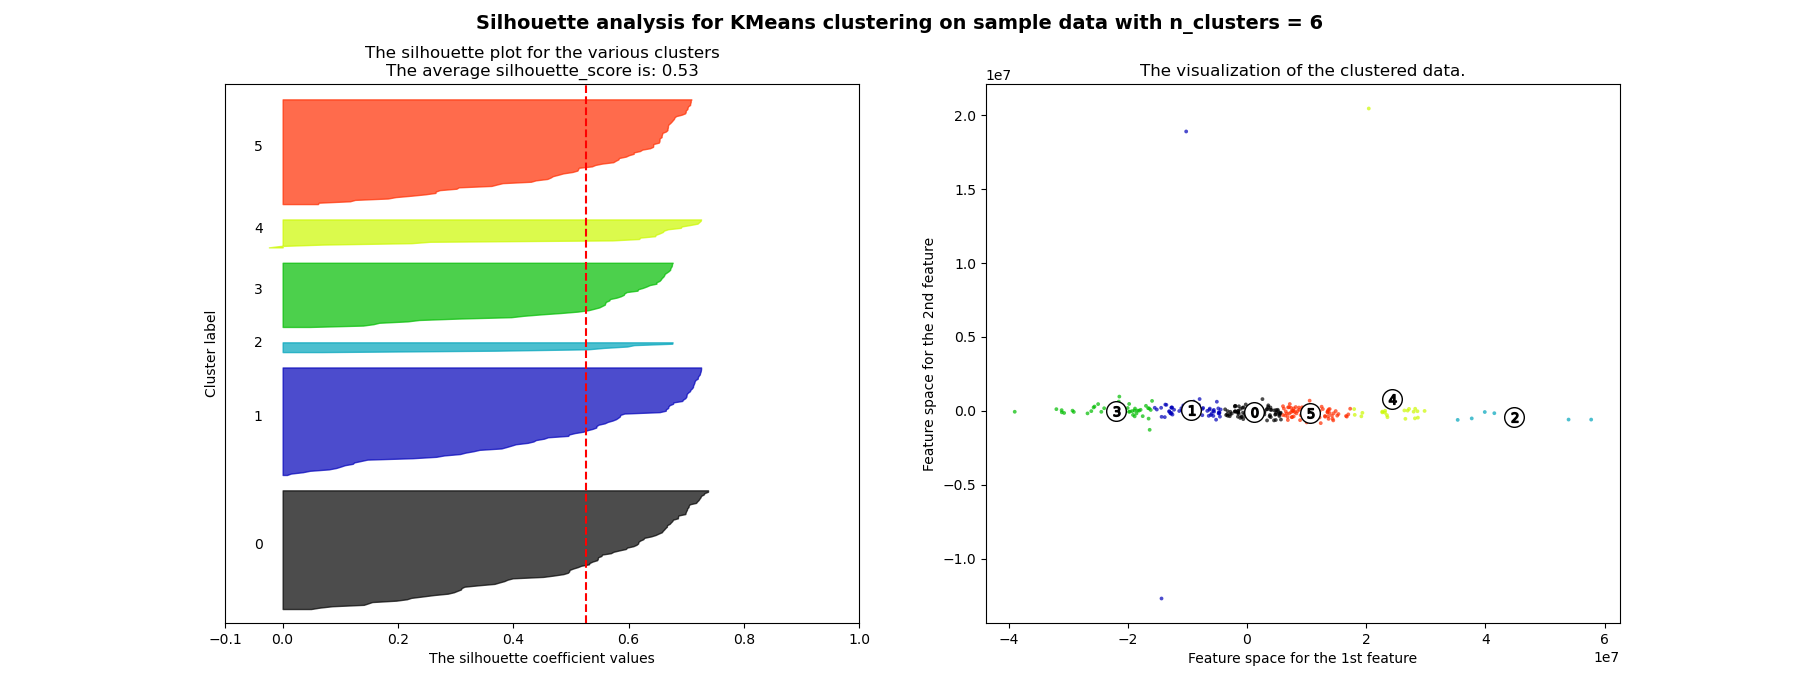 Silhouette analysis for KMeans clustering on sample data with n_clusters = 6
The silhouette plot for the various clusters
The average silhouette_score is: 0.53
5
4
3
2
1
0
Cluster label
−0.1 0.0 0.2 0.4 0.6 0.8 1.0
The silhouette coefficient values
The visualization of the clustered data.
1e7
2.0
1.5
1.0
0.5
0.0
−0.5
−1.0
Feature space for the 2nd feature
3 1 0 5 4 2
−4 −2 0 2 4 6
1e7
Feature space for the 1st feature